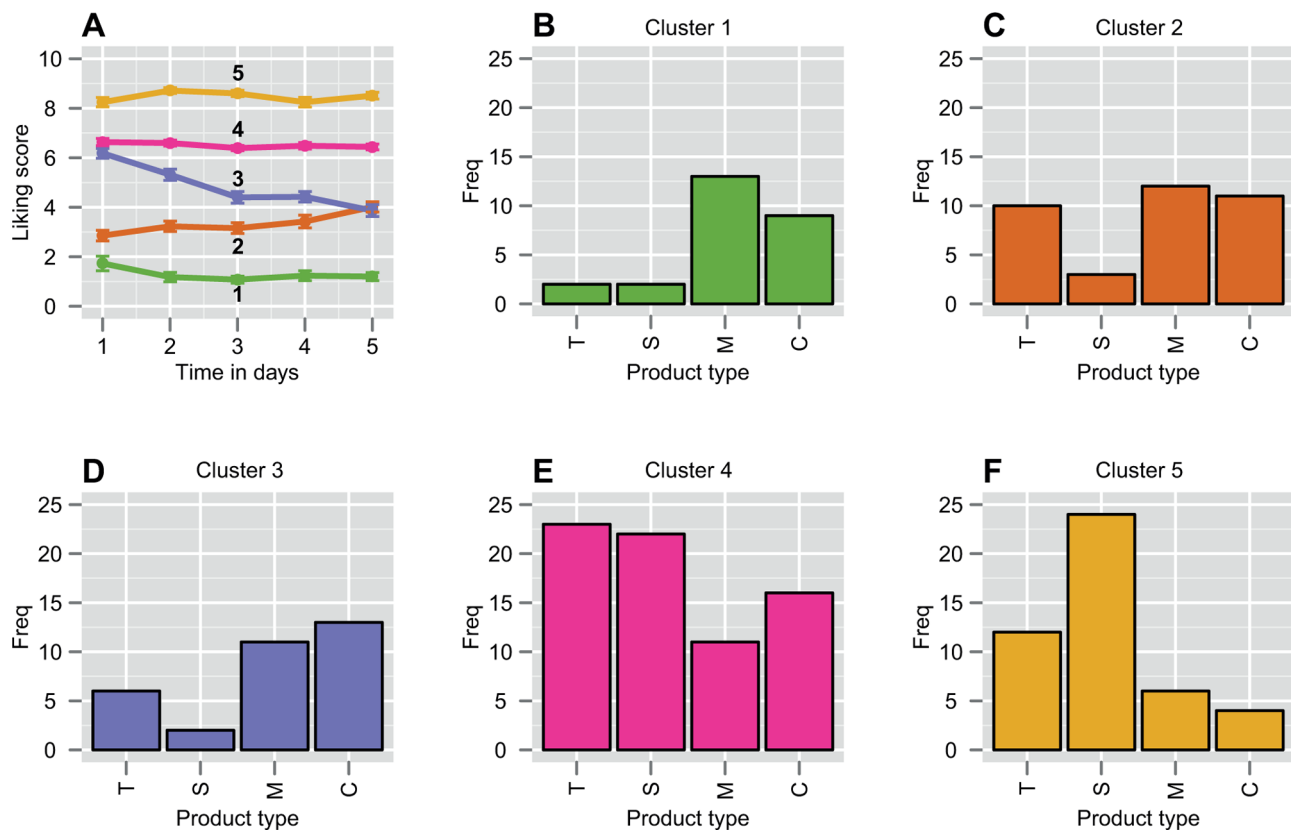 A
10
8
6
4
2
0
5
4
3
2
1
Liking score
1 2 3 4 5
Time in days
B
Cluster 1
25
20
15
10
5
0
Freq
T S M C
Product type
C
Cluster 2
25
20
15
10
5
0
Freq
T S M C
Product type
D
Cluster 3
25
20
15
10
5
0
Freq
T S M C
Product type
E
Cluster 4
25
20
15
10
5
0
Freq
T S M C
Product type
F
Cluster 5
25
20
15
10
5
0
Freq
T S M C
Product type